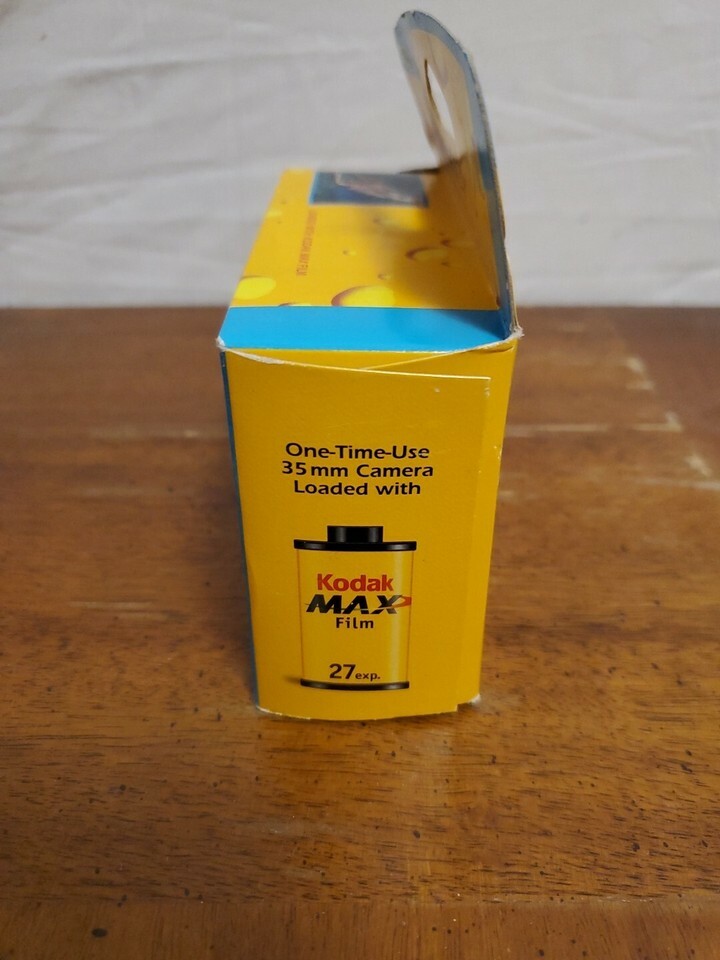 One-Time-Use
35mm Camera
Loaded with
Kodak
MAX
Film
27exp.